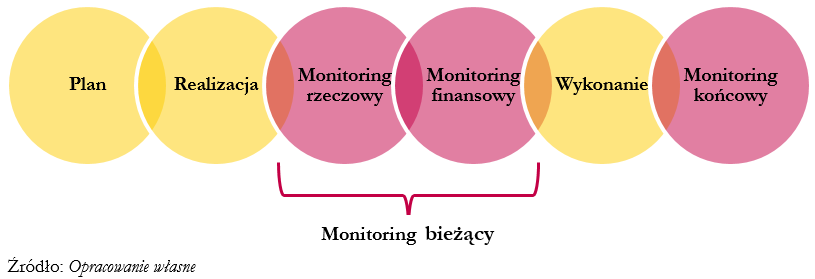 Plan
Realizacja
Monitoring
rzeczowy
Monitoring
finansowy
Wykonanie
Monitoring
końcowy
Monitoring bieżący
Źródło: Opracowanie własne